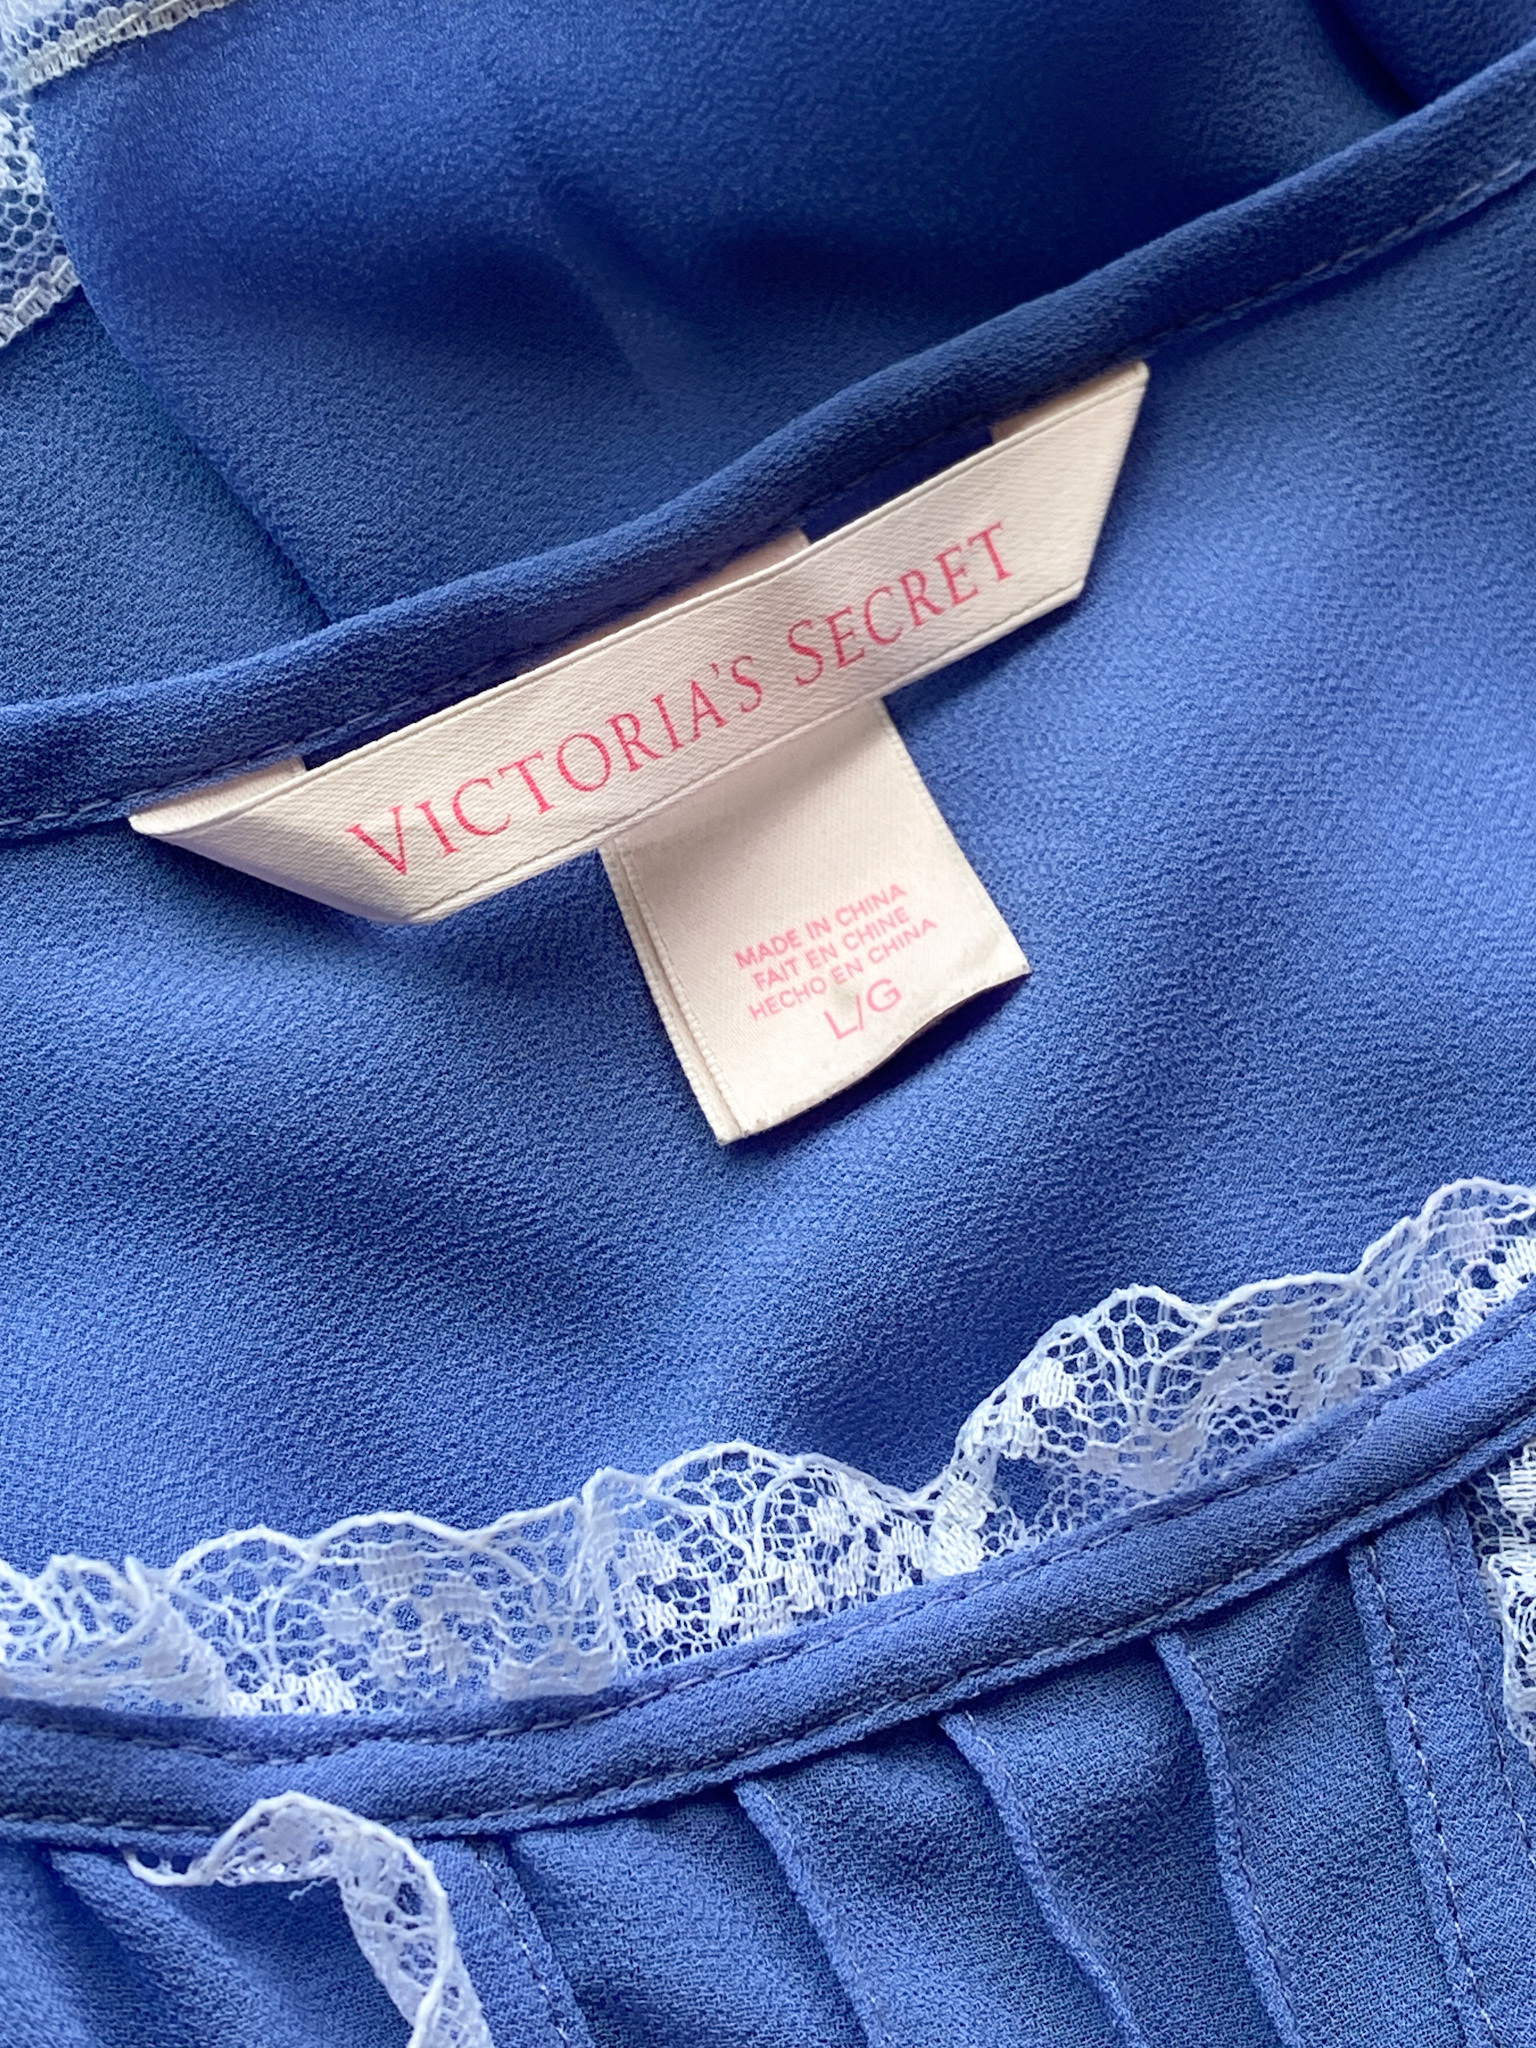 VICTORIA'S SECRET
MADE IN CHINA
FAIT EN CHINE
HECHO EN CHINA
L/G